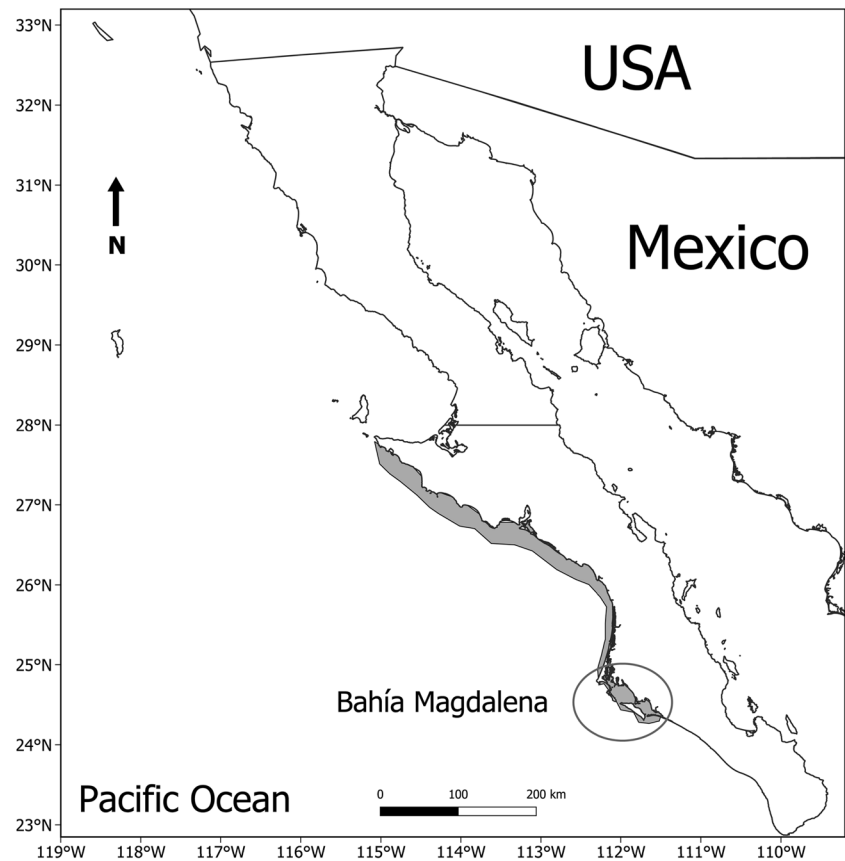 33°N
USA
32°N
31°N
N
Mexico
30°N
29°N
28°N
27°N
26°N
25°N
Bahía Magdalena
24°N
0 100 200 km
Pacific Ocean
23°N
119°W 118°W 117°W 116°W 115°W 114°W 113°W 112°W 111°W 110°W